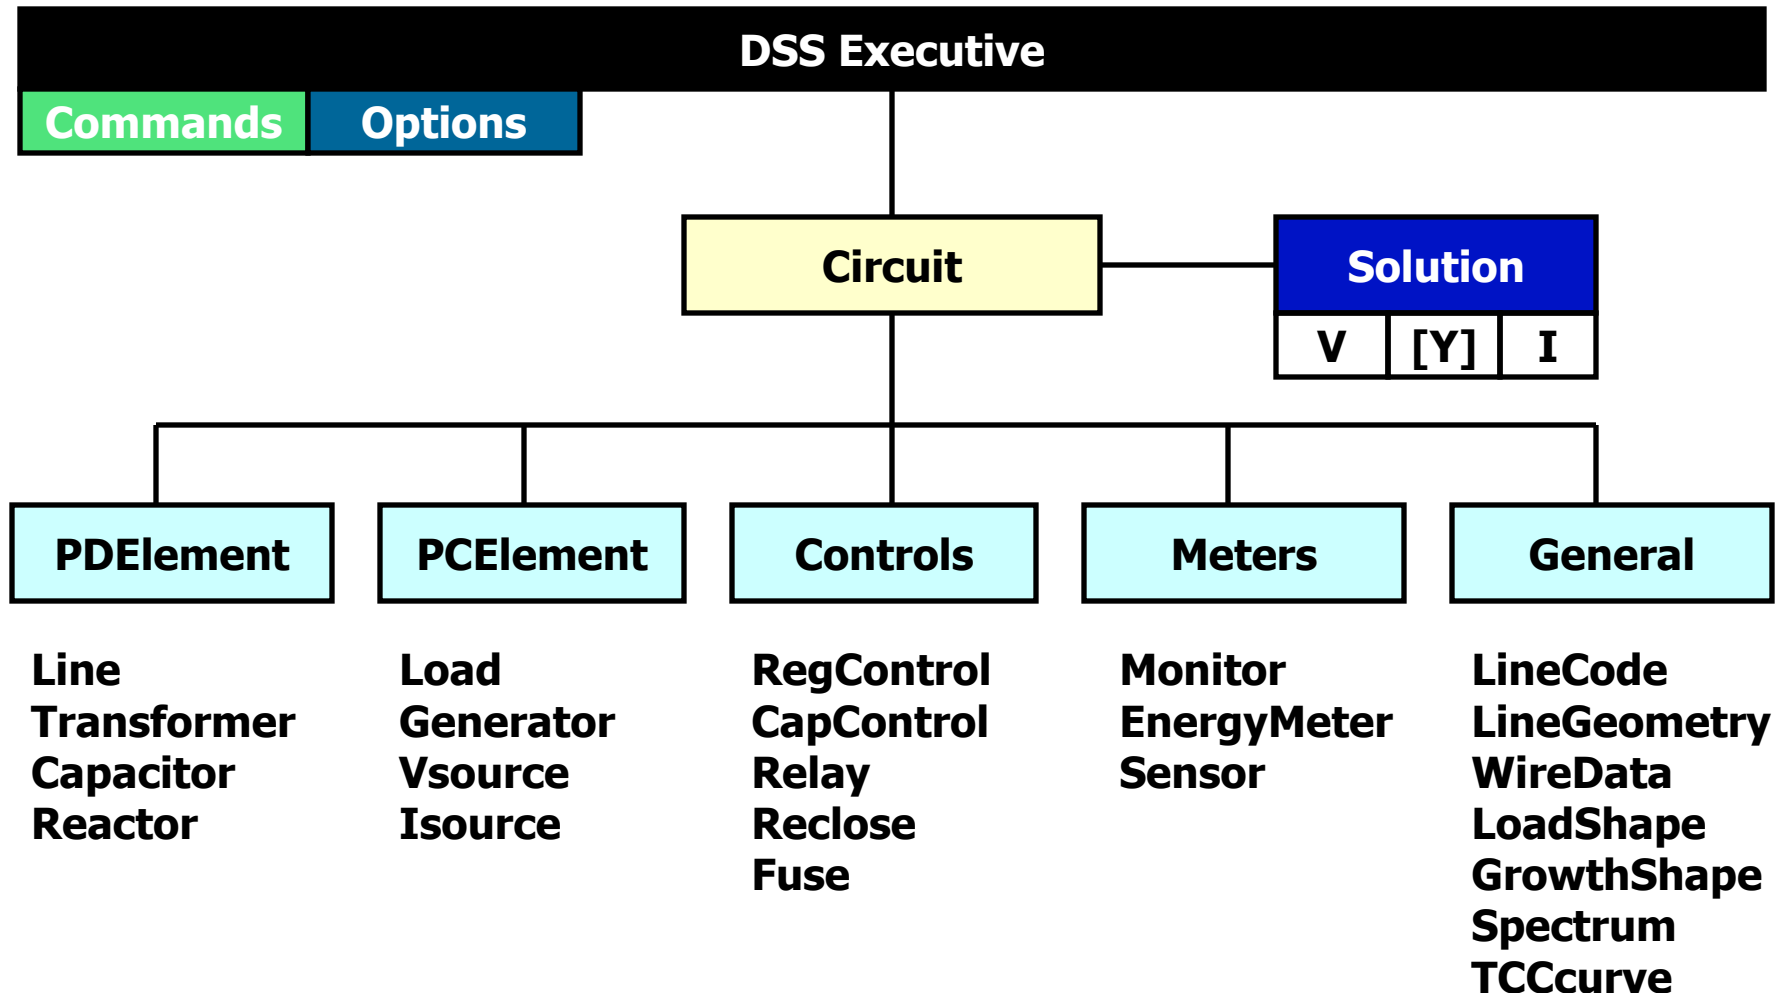 DSS Executive
Commands
Options
Circuit
Solution
V
[Y]
I
PDElement
PCElement
Controls
Meters
General
Line
Transformer
Capacitor
Reactor
Load
Generator
Vsource
Isource
RegControl
CapControl
Relay
Reclose
Fuse
Monitor
EnergyMeter
Sensor
LineCode
LineGeometry
WireData
LoadShape
GrowthShape
Spectrum
TCCcurve